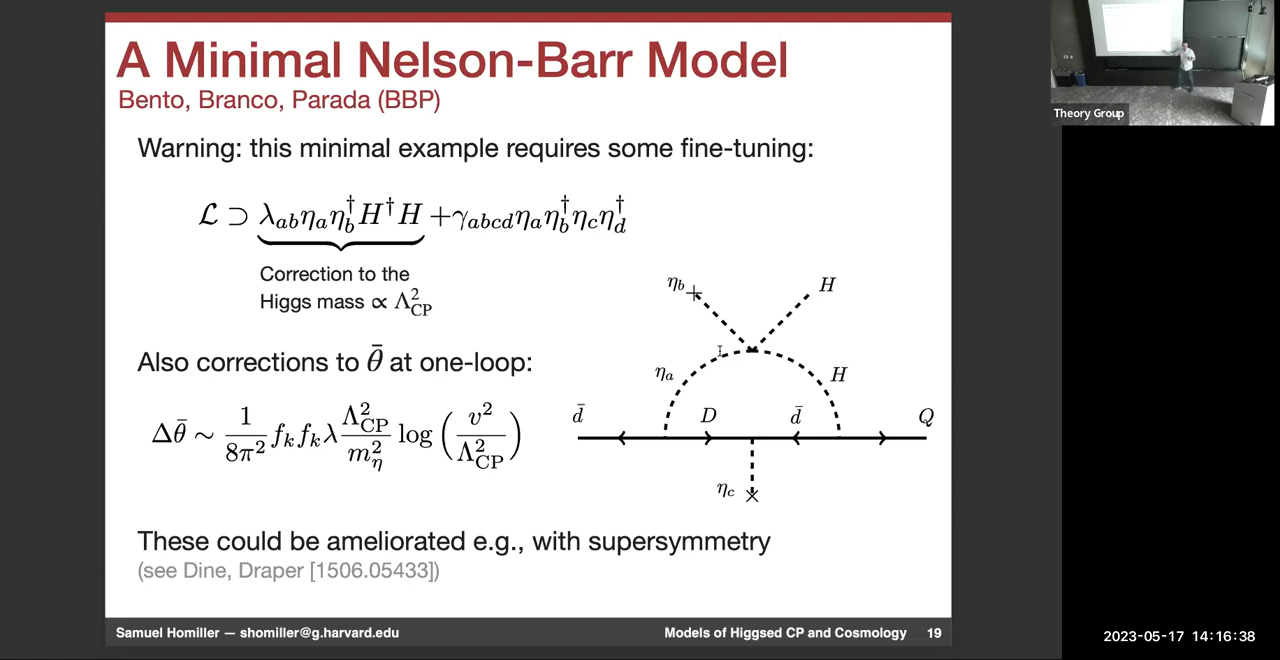 A Minimal Nelson-Barr Model
Bento, Branco, Parada (BBP)
Warning: this minimal example requires some fine-tuning:
ℒ ⊃ λ_{ab}η_aη_b^†H^†H + γ_{abcd}η_aη_b^†η_cη_d^†
Correction to the
Higgs mass ∝ Λ_{CP}^2
Also corrections to θ̄ at one-loop:
Δθ̄ ∼ \frac{1}{8π^2} f_k f_k λ \frac{Λ_{CP}^2}{m_η^2} log(\frac{v^2}{Λ_{CP}^2})
η_b H
η_a H
d̄ D d̄ Q
η_c
These could be ameliorated e.g., with supersymmetry
(see Dine, Draper [1506.05433])
Samuel Homiller — shomiller@g.harvard.edu
Models of Higgsed CP and Cosmology 19
Theory Group
2023-05-17 14:16:38